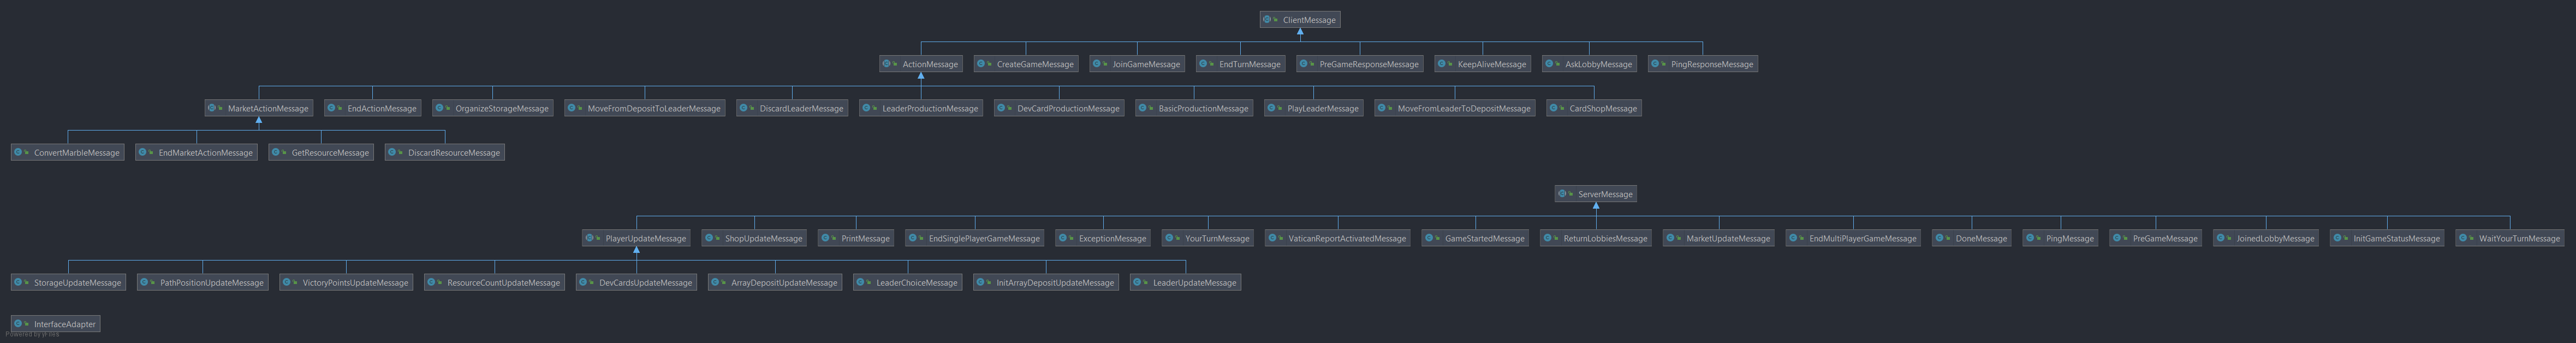 ClientMessage
ActionMessage CreateGameMessage JoinGameMessage EndTurnMessage PreGameResponseMessage KeepAliveMessage AskLobbyMessage PingResponseMessage
MarketActionMessage EndActionMessage OrganizeStorageMessage MoveFromDepositToLeaderMessage DiscardLeaderMessage LeaderProductionMessage DevCardProductionMessage BasicProductionMessage PlayLeaderMessage MoveFromLeaderToDepositMessage CardShopMessage
ConvertMarbleMessage EndMarketActionMessage GetResourceMessage DiscardResourceMessage
ServerMessage
PlayerUpdateMessage ShopUpdateMessage PrintMessage EndSinglePlayerGameMessage ExceptionMessage YourTurnMessage VaticanReportActivatedMessage GameStartedMessage ReturnLobbiesMessage MarketUpdateMessage EndMultiPlayerGameMessage DoneMessage PingMessage PreGameMessage JoinedLobbyMessage InitGameStatusMessage WaitYourTurnMessage
StorageUpdateMessage PathPositionUpdateMessage VictoryPointsUpdateMessage ResourceCountUpdateMessage DevCardsUpdateMessage ArrayDepositUpdateMessage LeaderChoiceMessage InitArrayDepositUpdateMessage LeaderUpdateMessage
InterfaceAdapter
Powered by yFiles